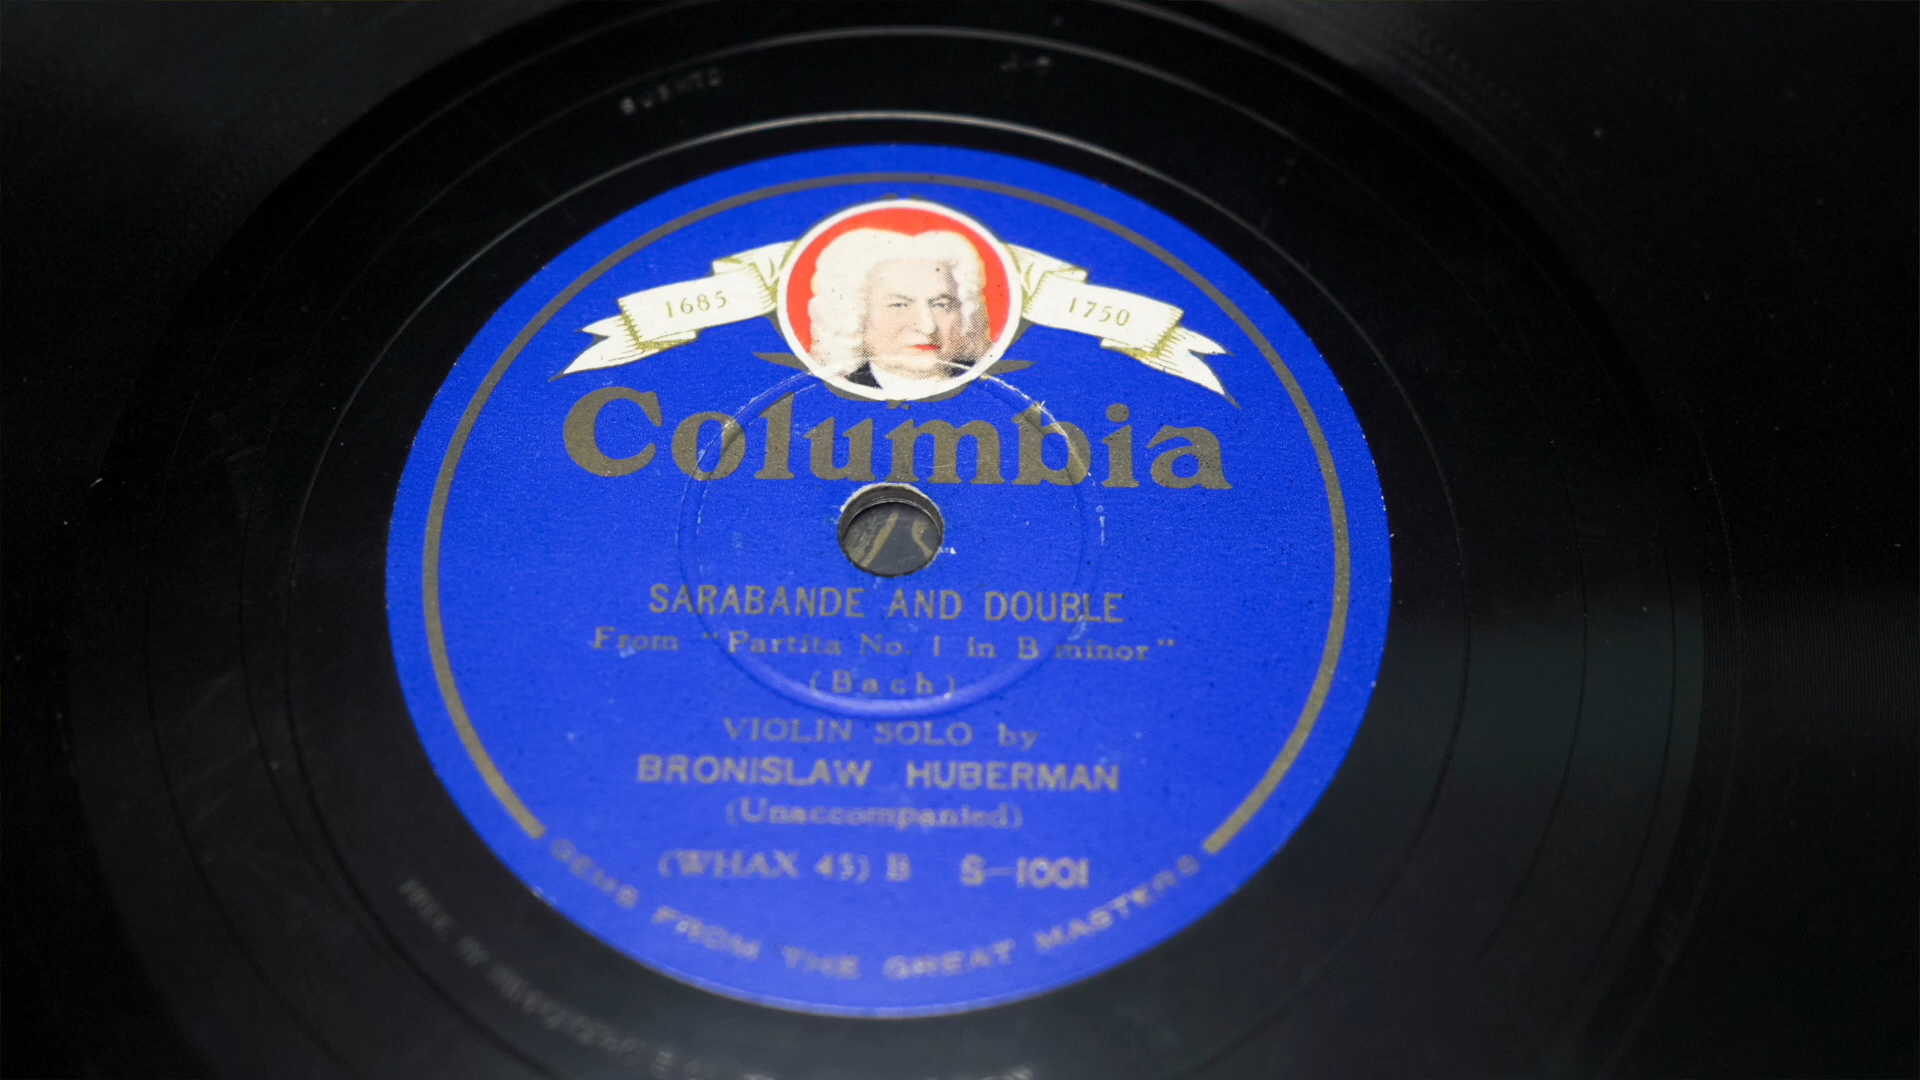 1685
1750
Columbia
SARABANDE AND DOUBLE
From "Partita No. 1 in B minor"
(Bach)
VIOLIN SOLO by
BRONISLAW HUBERMAN
(Unaccompanied)
(WHAX 45) B S-1001
GEMS FROM THE GREAT MASTERS